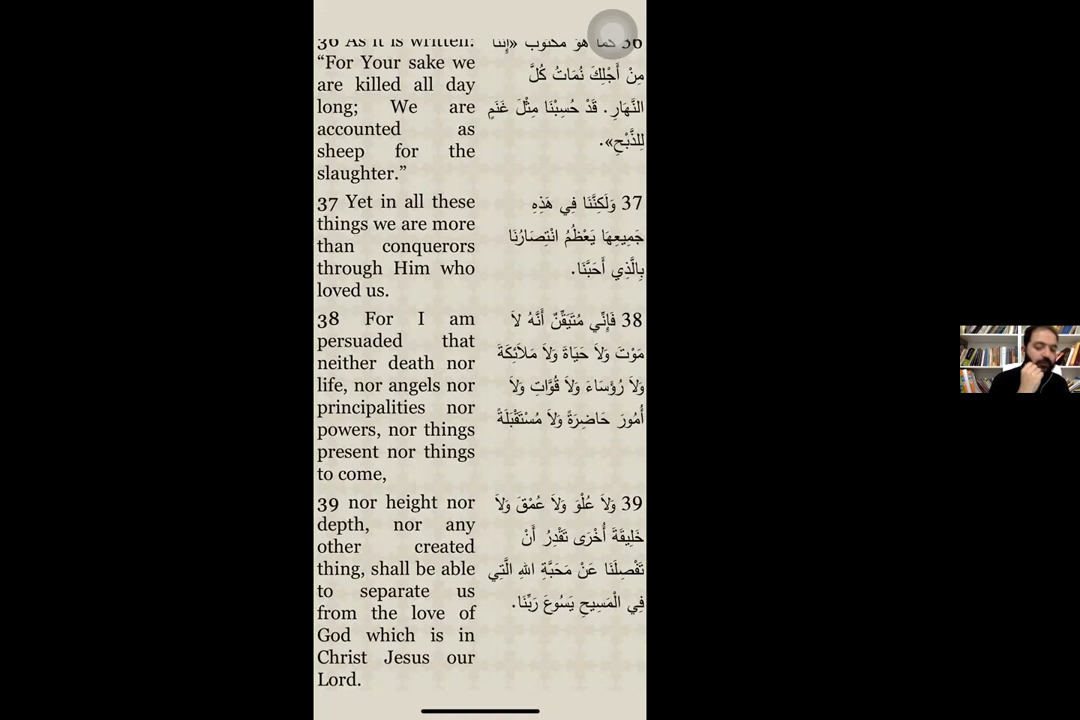 36 As it is written:
“For Your sake we
are killed all day
long; We are
accounted as
sheep for the
slaughter.”
37 Yet in all these
things we are more
than conquerors
through Him who
loved us.
38 For I am
persuaded that
neither death nor
life, nor angels nor
principalities nor
powers, nor things
present nor things
to come,
39 nor height nor
depth, nor any
other created
thing, shall be able
to separate us
from the love of
God which is in
Christ Jesus our
Lord.
36 كما هو مكتوب «إننا
مِنْ أَجْلِكَ نُمَاتُ كُلَّ
النَّهَارِ. قَدْ حُسِبْنَا مِثْلَ غَنَمٍ
لِلذَّبْحِ».
37 وَلَكِنَّنَا فِي هَذِهِ
جَمِيعِهَا يَعْظُمُ انْتِصَارُنَا
بِالَّذِي أَحَبَّنَا.
38 فَإِنِّي مُتَيَقِّنٌ أَنَّهُ لاَ
مَوْتَ وَلاَ حَيَاةَ وَلاَ مَلاَئِكَةَ
وَلاَ رُؤَسَاءَ وَلاَ قُوَّاتِ وَلاَ
أُمُورَ حَاضِرَةً وَلاَ مُسْتَقْبَلَةً
39 وَلاَ عُلْوَ وَلاَ عُمْقَ وَلاَ
خَلِيقَةَ أُخْرَى تَقْدِرُ أَنْ
تَفْصِلَنَا عَنْ مَحَبَّةِ اللهِ الَّتِي
فِي الْمَسِيحِ يَسُوعَ رَبِّنَا.